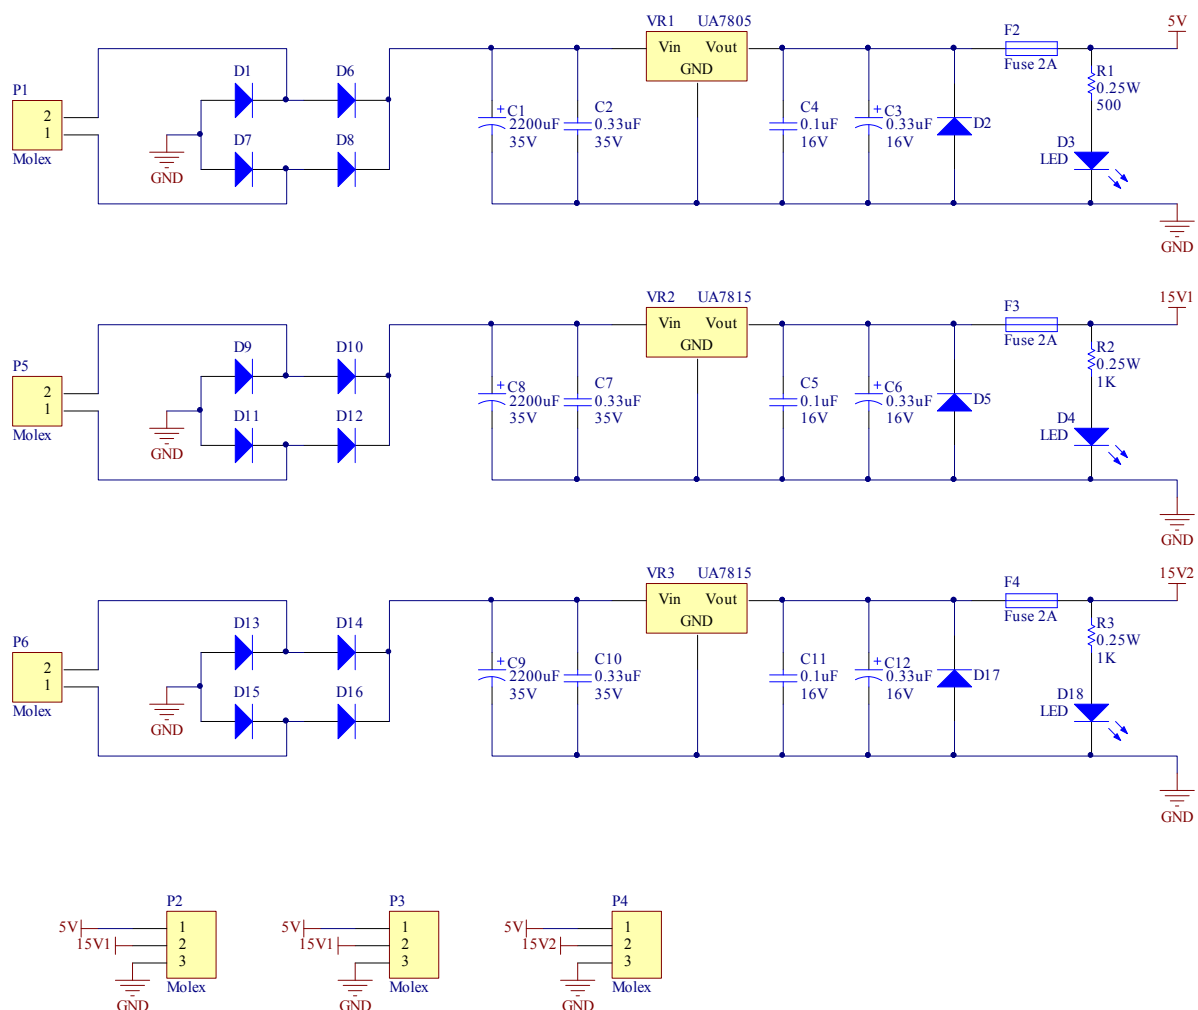 P1
2
1
Molex
GND
D1
D6
D7
D8
+
C1
2200uF
35V
C2
0.33uF
35V
VR1 UA7805
Vin Vout
GND
C4
0.1uF
16V
+
C3
0.33uF
16V
D2
F2
Fuse 2A
5V
R1
0.25W
500
D3
LED
GND
P5
2
1
Molex
GND
D9
D10
D11
D12
+
C8
2200uF
35V
C7
0.33uF
35V
VR2 UA7815
Vin Vout
GND
C5
0.1uF
16V
+
C6
0.33uF
16V
D5
F3
Fuse 2A
15V1
R2
0.25W
1K
D4
LED
GND
P6
2
1
Molex
GND
D13
D14
D15
D16
+
C9
2200uF
35V
C10
0.33uF
35V
VR3 UA7815
Vin Vout
GND
C11
0.1uF
16V
+
C12
0.33uF
16V
D17
F4
Fuse 2A
15V2
R3
0.25W
1K
D18
LED
GND
P2
5V 1
15V1 2
3
GND
Molex
P3
5V 1
15V1 2
3
GND
Molex
P4
5V 1
15V2 2
3
GND
Molex